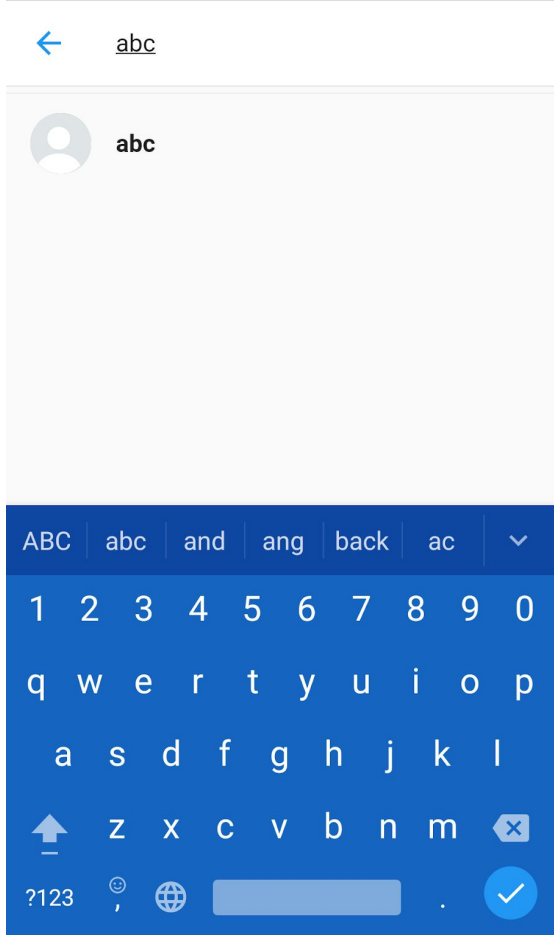 abc
abc
ABC abc and ang back ac
1 2 3 4 5 6 7 8 9 0
q w e r t y u i o p
a s d f g h j k l
z x c v b n m
?123 , .